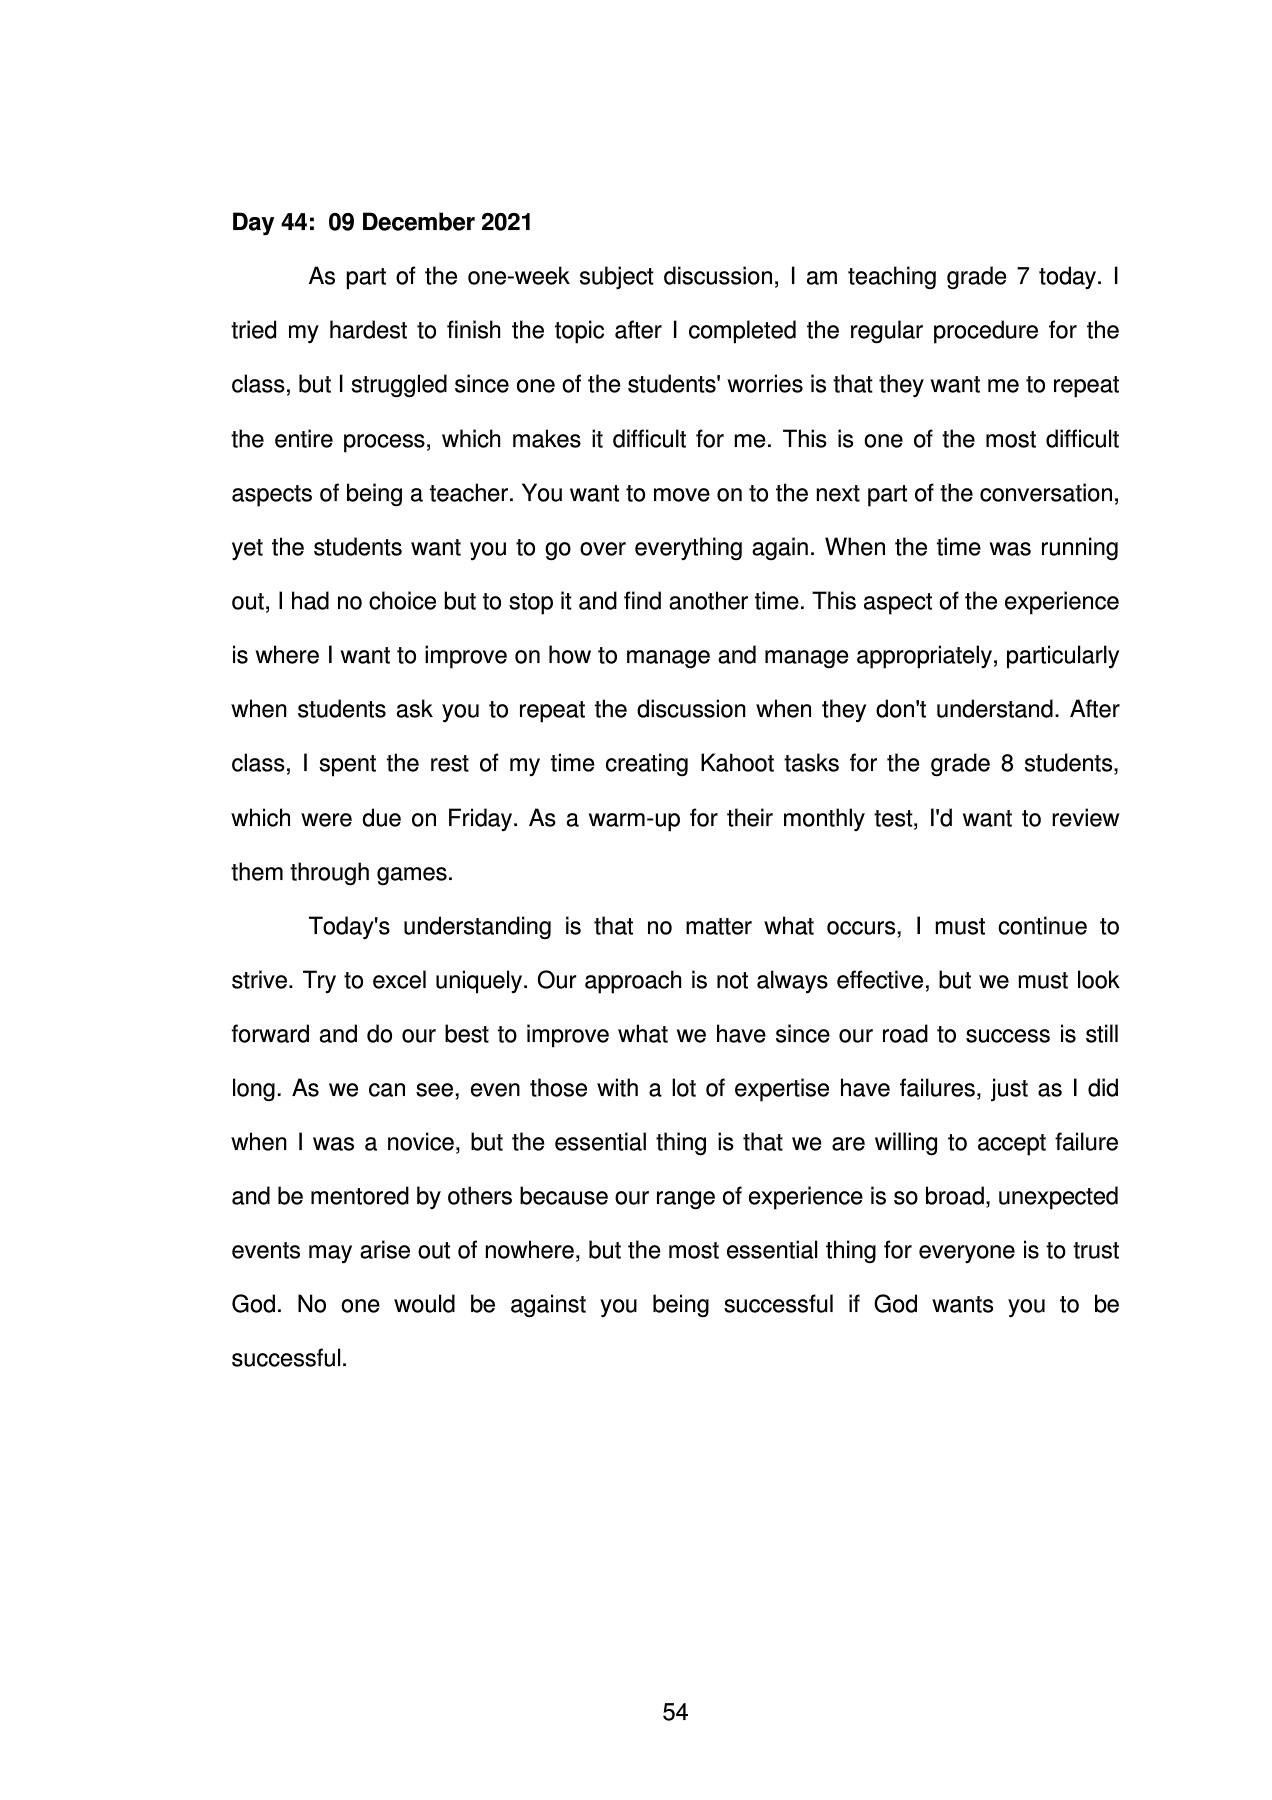 Day 44:  09 December 2021
As part of the one-week subject discussion, I am teaching grade 7 today. I
tried my hardest to finish the topic after I completed the regular procedure for the
class, but I struggled since one of the students' worries is that they want me to repeat
the entire process, which makes it difficult for me. This is one of the most difficult
aspects of being a teacher. You want to move on to the next part of the conversation,
yet the students want you to go over everything again. When the time was running
out, I had no choice but to stop it and find another time. This aspect of the experience
is where I want to improve on how to manage and manage appropriately, particularly
when students ask you to repeat the discussion when they don't understand. After
class, I spent the rest of my time creating Kahoot tasks for the grade 8 students,
which were due on Friday. As a warm-up for their monthly test, I'd want to review
them through games.
Today's understanding is that no matter what occurs, I must continue to
strive. Try to excel uniquely. Our approach is not always effective, but we must look
forward and do our best to improve what we have since our road to success is still
long. As we can see, even those with a lot of expertise have failures, just as I did
when I was a novice, but the essential thing is that we are willing to accept failure
and be mentored by others because our range of experience is so broad, unexpected
events may arise out of nowhere, but the most essential thing for everyone is to trust
God. No one would be against you being successful if God wants you to be
successful.
54